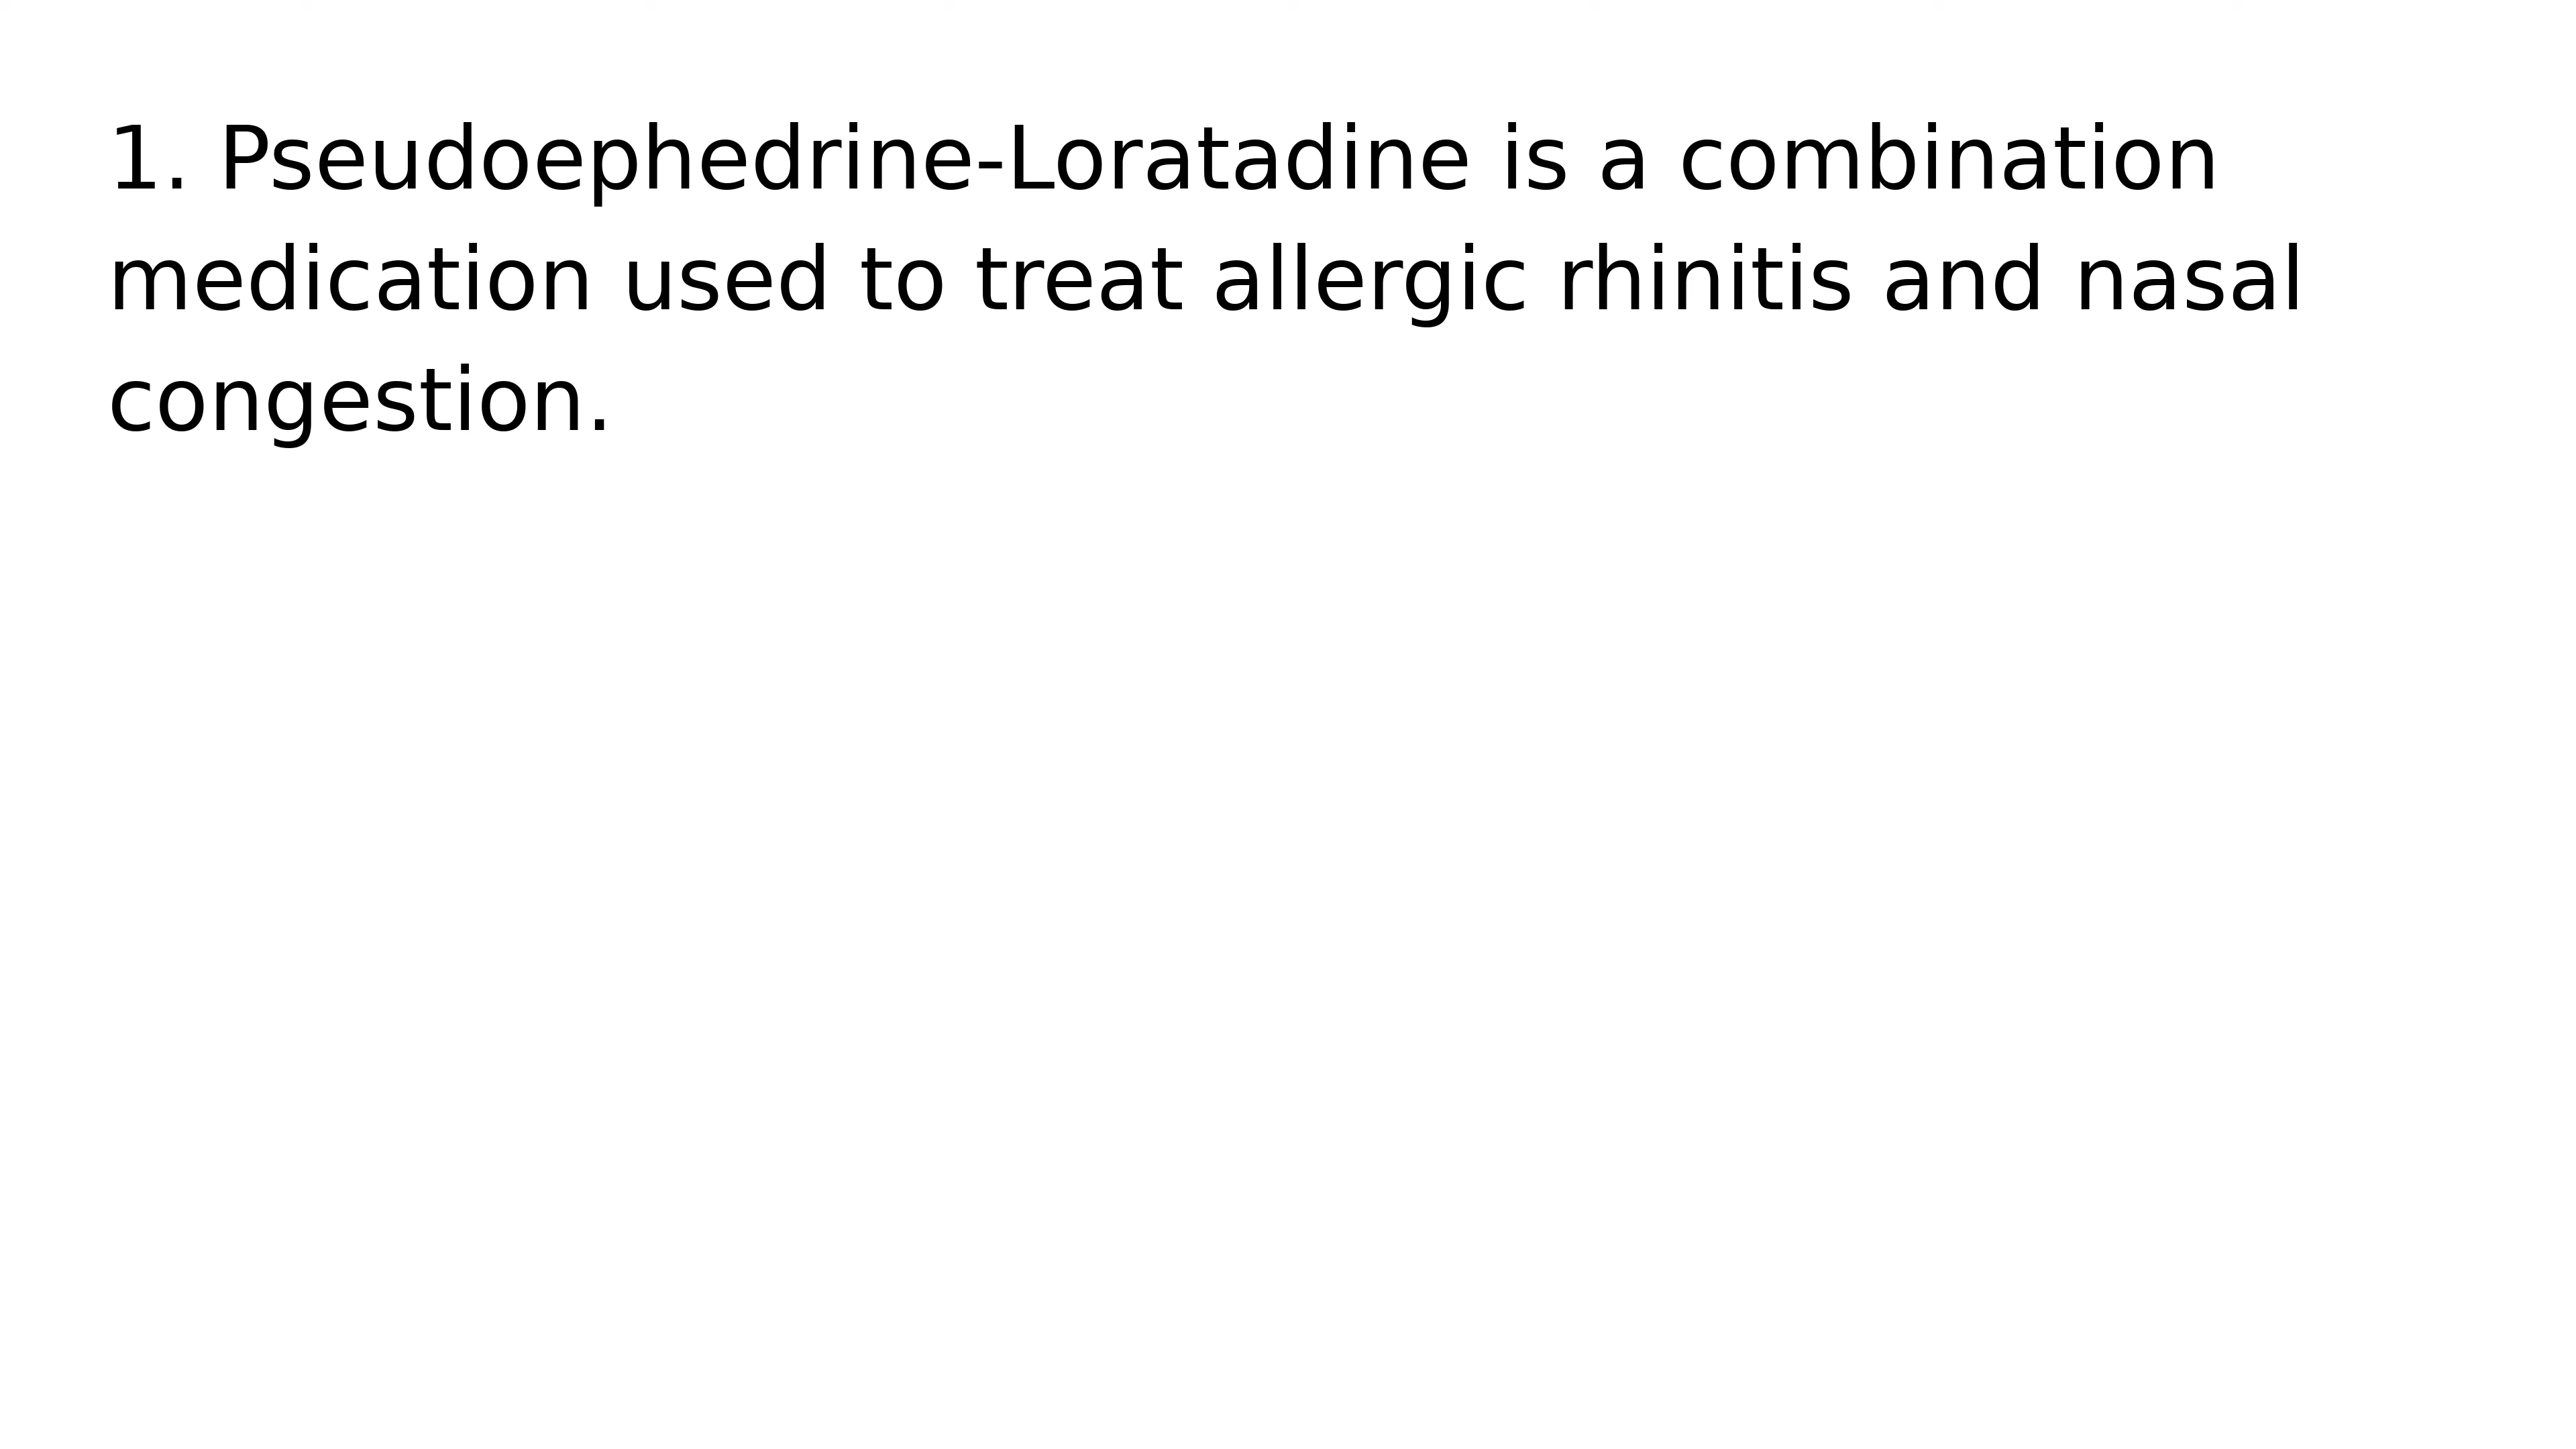 1. Pseudoephedrine-Loratadine is a combination
medication used to treat allergic rhinitis and nasal
congestion.